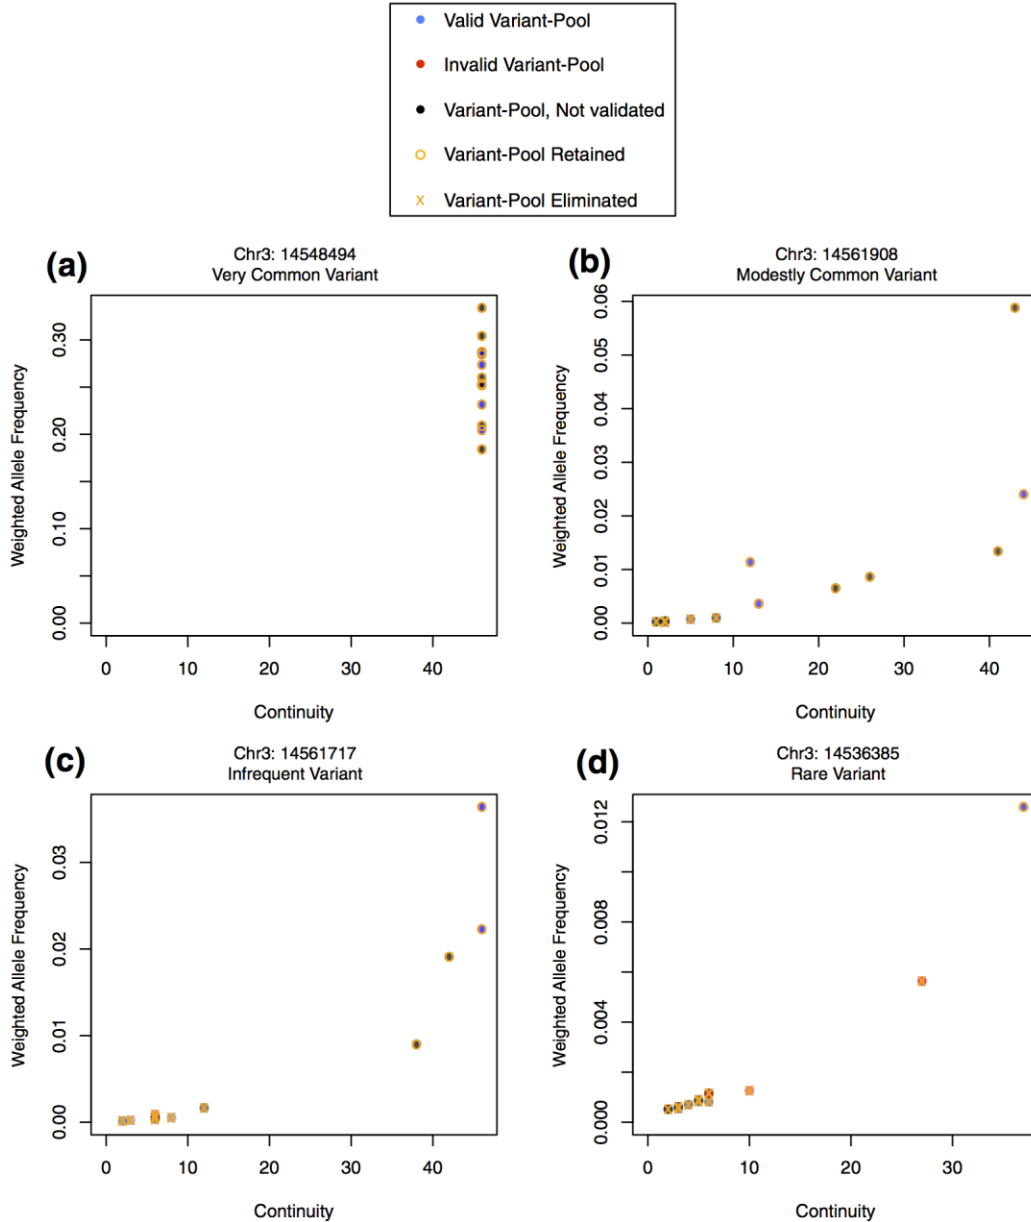 Valid Variant-Pool
Invalid Variant-Pool
Variant-Pool, Not validated
Variant-Pool Retained
x Variant-Pool Eliminated
(a)
Chr3: 14548494
Very Common Variant
Weighted Allele Frequency
0.00 0.10 0.20 0.30
0 10 20 30 40
Continuity
(b)
Chr3: 14561908
Modestly Common Variant
Weighted Allele Frequency
0.00 0.01 0.02 0.03 0.04 0.05 0.06
0 10 20 30 40
Continuity
(c)
Chr3: 14561717
Infrequent Variant
Weighted Allele Frequency
0.00 0.01 0.02 0.03
0 10 20 30 40
Continuity
(d)
Chr3: 14536385
Rare Variant
Weighted Allele Frequency
0.000 0.004 0.008 0.012
0 10 20 30
Continuity